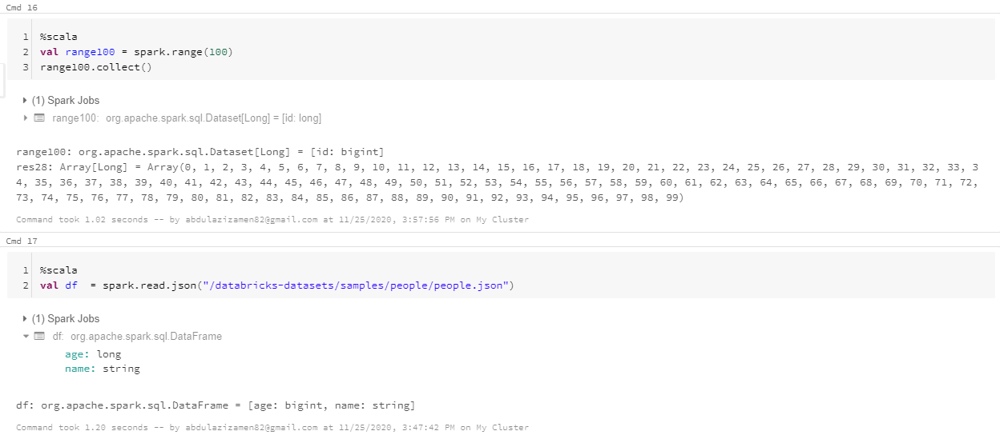 Cmd 16
1 %scala
2 val range100 = spark.range(100)
3 range100.collect()
(1) Spark Jobs
range100: org.apache.spark.sql.Dataset[Long] = [id: long]
range100: org.apache.spark.sql.Dataset[Long] = [id: bigint]
res28: Array[Long] = Array(0, 1, 2, 3, 4, 5, 6, 7, 8, 9, 10, 11, 12, 13, 14, 15, 16, 17, 18, 19, 20, 21, 22, 23, 24, 25, 26, 27, 28, 29, 30, 31, 32, 33, 3
4, 35, 36, 37, 38, 39, 40, 41, 42, 43, 44, 45, 46, 47, 48, 49, 50, 51, 52, 53, 54, 55, 56, 57, 58, 59, 60, 61, 62, 63, 64, 65, 66, 67, 68, 69, 70, 71, 72,
73, 74, 75, 76, 77, 78, 79, 80, 81, 82, 83, 84, 85, 86, 87, 88, 89, 90, 91, 92, 93, 94, 95, 96, 97, 98, 99)
Command took 1.02 seconds -- by abdulazizamen82@gmail.com at 11/25/2020, 3:57:56 PM on My Cluster
Cmd 17
1 %scala
2 val df  = spark.read.json("/databricks-datasets/samples/people/people.json")
(1) Spark Jobs
df: org.apache.spark.sql.DataFrame
age: long
name: string
df: org.apache.spark.sql.DataFrame = [age: bigint, name: string]
Command took 1.20 seconds -- by abdulazizamen82@gmail.com at 11/25/2020, 3:47:42 PM on My Cluster